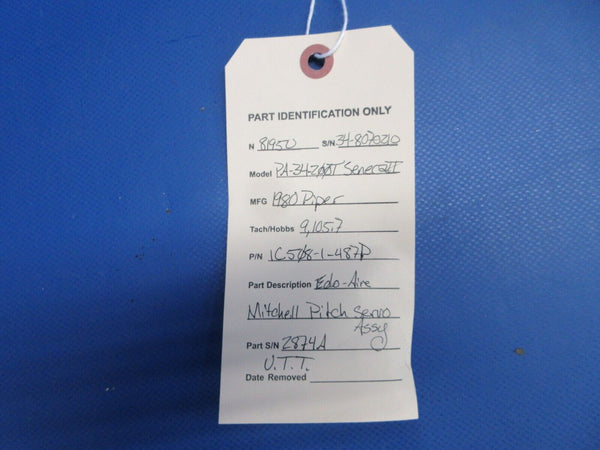 PART IDENTIFICATION ONLY
N 8195U S/N 34-8070210
Model PA-34-200T Seneca II
MFG 1980 Piper
Tach/Hobbs 9,105.7
P/N 1C508-1-487P
Part Description Edo-Aire
Mitchell Pitch Servo
Assy
Part S/N 2874A
U.T.T.
Date Removed